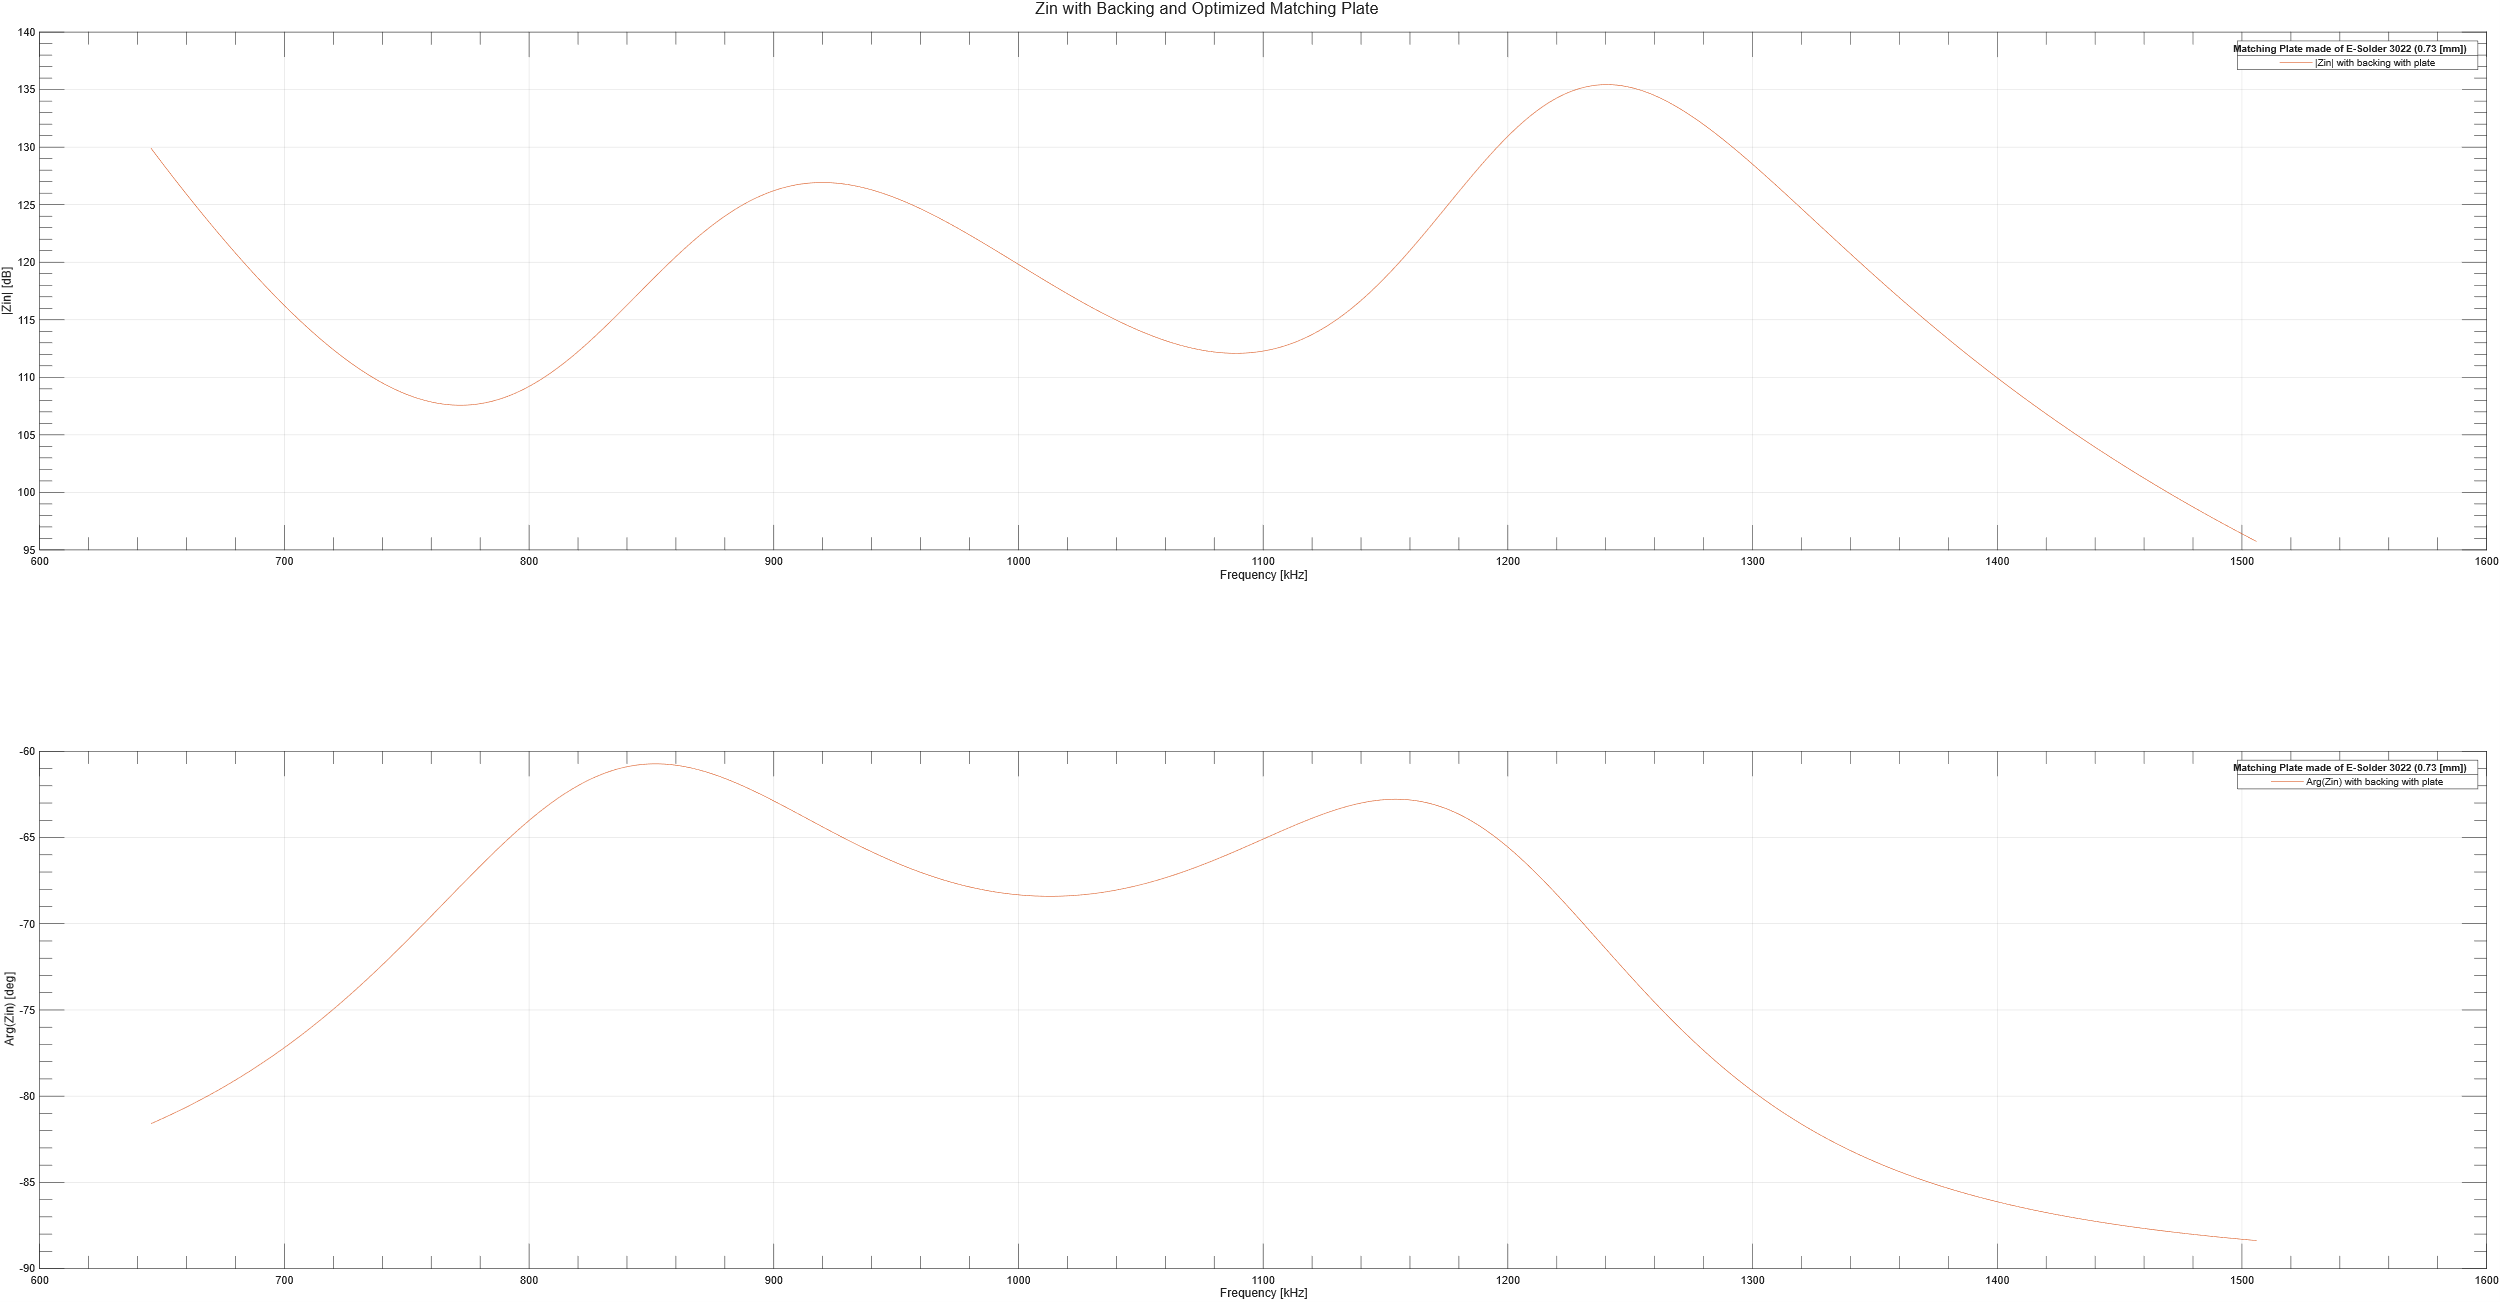 Zin with Backing and Optimized Matching Plate
140
135
130
125
120
115
110
105
100
95
|Zin| [dB]
Matching Plate made of E-Solder 3022 (0.73 [mm])
|Zin| with backing with plate
600 700 800 900 1000 1100 1200 1300 1400 1500 1600
Frequency [kHz]
-60
-65
-70
-75
-80
-85
-90
Arg(Zin) [deg]
Matching Plate made of E-Solder 3022 (0.73 [mm])
Arg(Zin) with backing with plate
600 700 800 900 1000 1100 1200 1300 1400 1500 1600
Frequency [kHz]